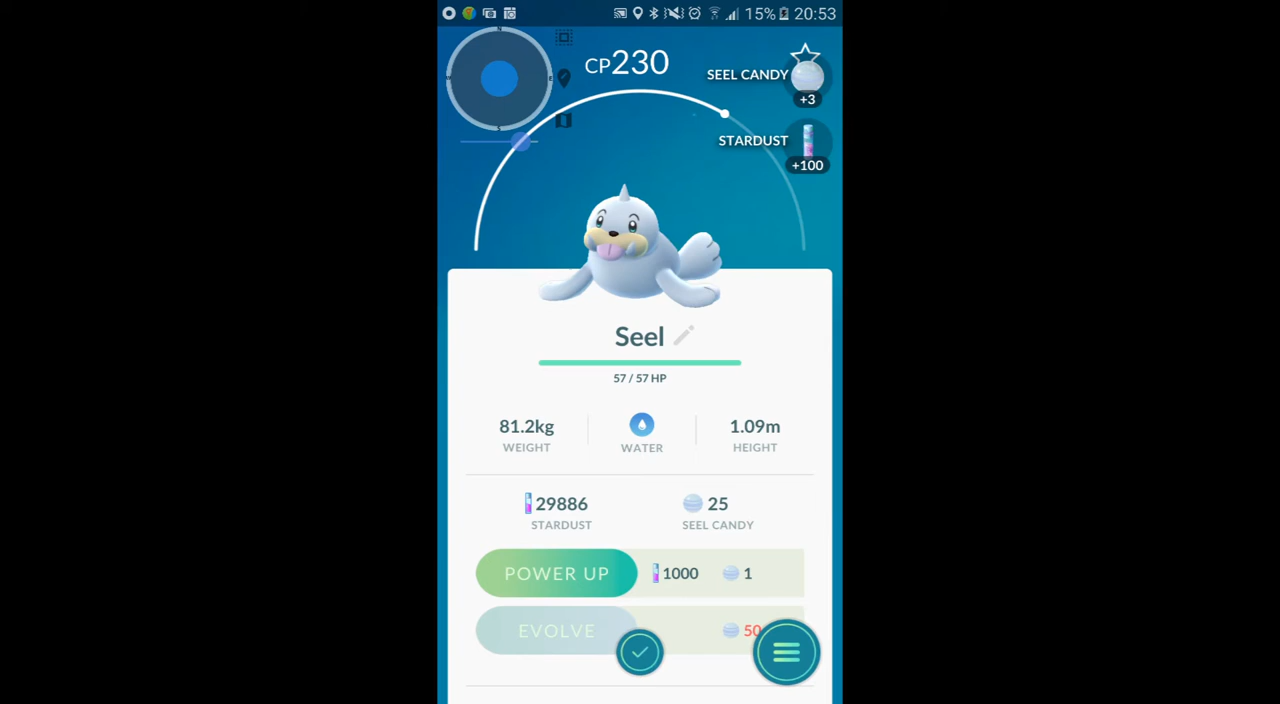 15% 20:53
N
CP230
SEEL CANDY
+3
W E
S
STARDUST
+100
Seel
57 / 57 HP
81.2kg
WEIGHT
WATER
1.09m
HEIGHT
29886
STARDUST
25
SEEL CANDY
POWER UP 1000 1
EVOLVE 50